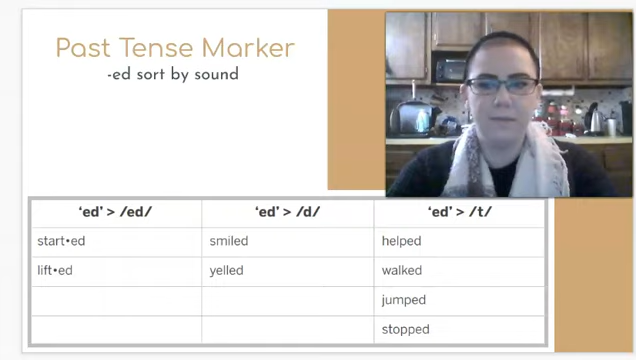 Past Tense Marker
-ed sort by sound
'ed' > /ed/ 'ed' > /d/ 'ed' > /t/
start•ed smiled helped
lift•ed yelled walked
jumped
stopped